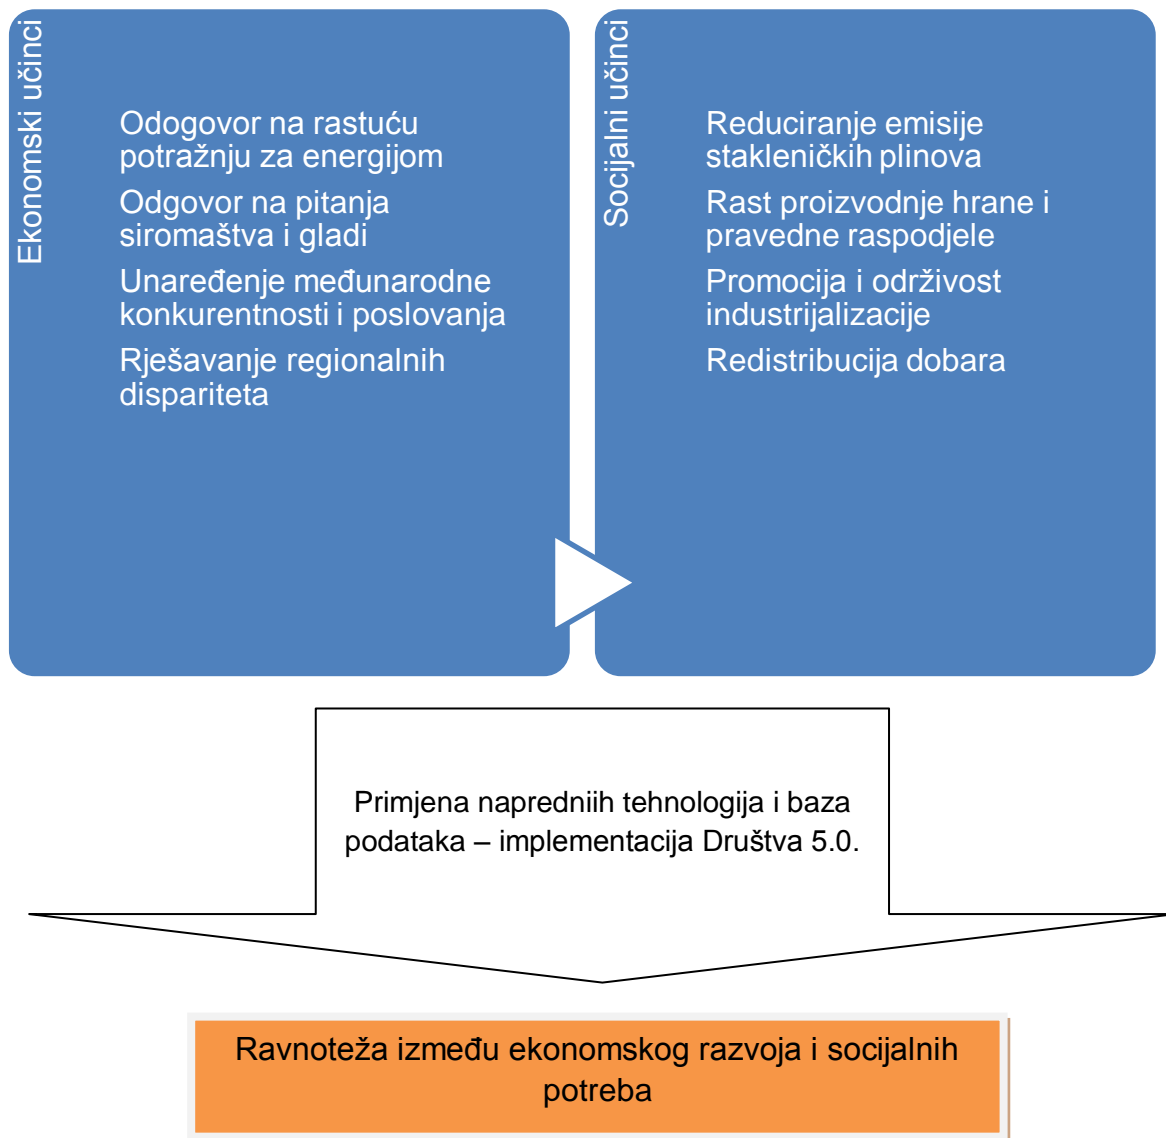 Ekonomski učinci
Odogovor na rastuću
potražnju za energijom
Odgovor na pitanja
siromaštva i gladi
Unaređenje međunarodne
konkurentnosti i poslovanja
Rješavanje regionalnih
dispariteta
Socijalni učinci
Reduciranje emisije
stakleničkih plinova
Rast proizvodnje hrane i
pravedne raspodjele
Promocija i održivost
industrijalizacije
Redistribucija dobara
Primjena napredniih tehnologija i baza
podataka – implementacija Društva 5.0.
Ravnoteža između ekonomskog razvoja i socijalnih
potreba